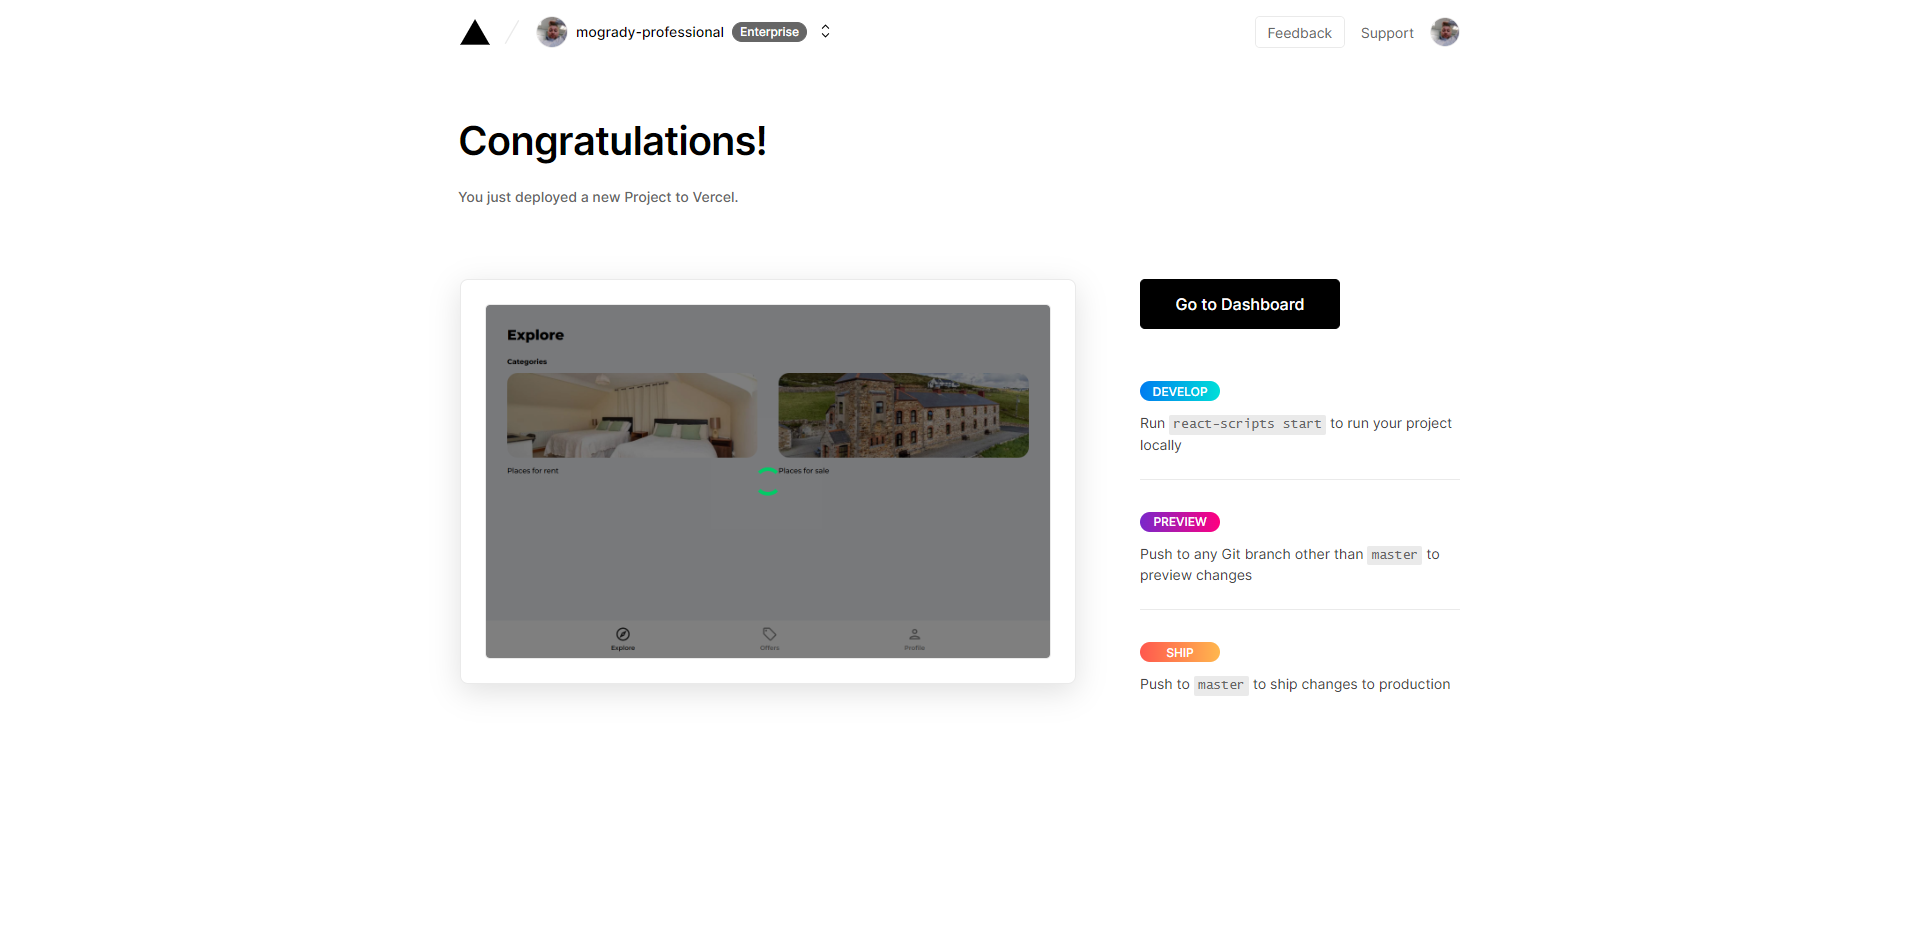 mogrady-professional Enterprise
Feedback Support
Congratulations!
You just deployed a new Project to Vercel.
Explore
Categories
Places for rent
Places for sale
Explore
Offers
Profile
Go to Dashboard
DEVELOP
Run react-scripts start to run your project
locally
PREVIEW
Push to any Git branch other than master to
preview changes
SHIP
Push to master to ship changes to production